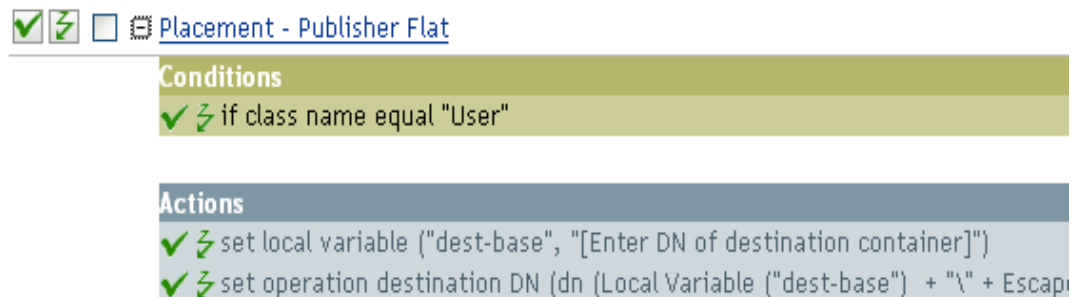 Placement - Publisher Flat
Conditions
if class name equal "User"
Actions
set local variable ("dest-base", "[Enter DN of destination container]")
set operation destination DN (dn (Local Variable ("dest-base") + "\" + Escape